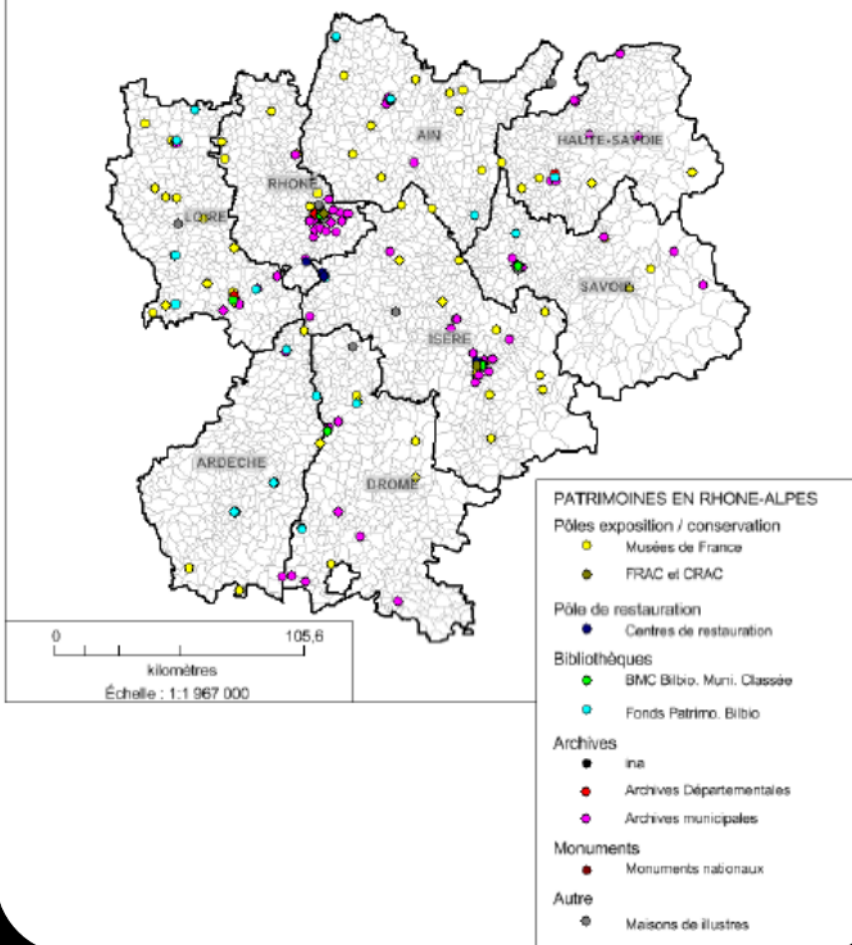 AIN
HAUTE-SAVOIE
RHONE
LOIRE
SAVOIE
ISERE
ARDECHE
DROME
PATRIMOINES EN RHONE-ALPES
Pôles exposition / conservation
Musées de France
FRAC et CRAC
Pôle de restauration
Centres de restauration
Bibliothèques
BMC Bilbio. Muni. Classée
Fonds Patrimo. Bilbio
Archives
Ina
Archives Départementales
Archives municipales
Monuments
Monuments nationaux
Autre
Maisons de illustres
0 105,6
kilomètres
Échelle : 1:1 967 000